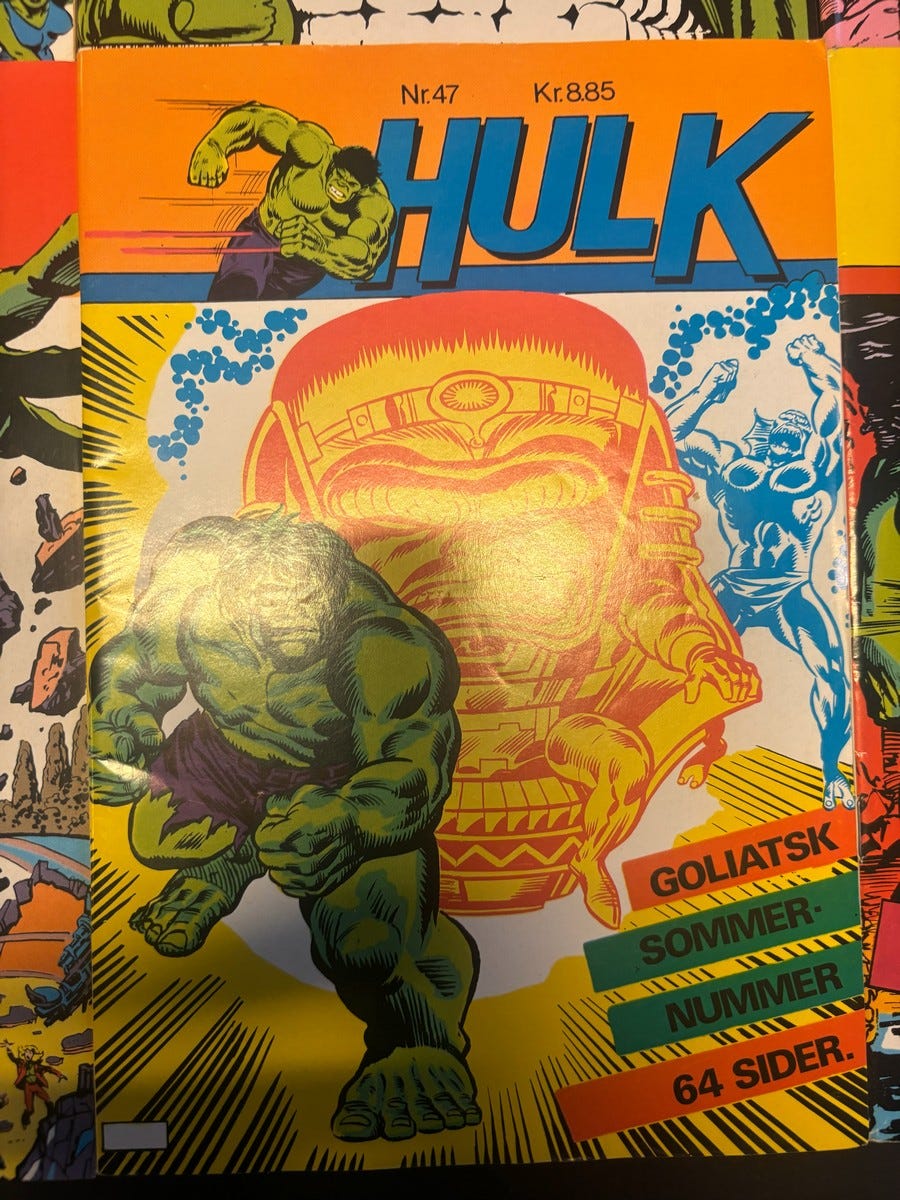 Nr.47 Kr.8.85
HULK
GOLIATSK
SOMMER-
NUMMER
64 SIDER.